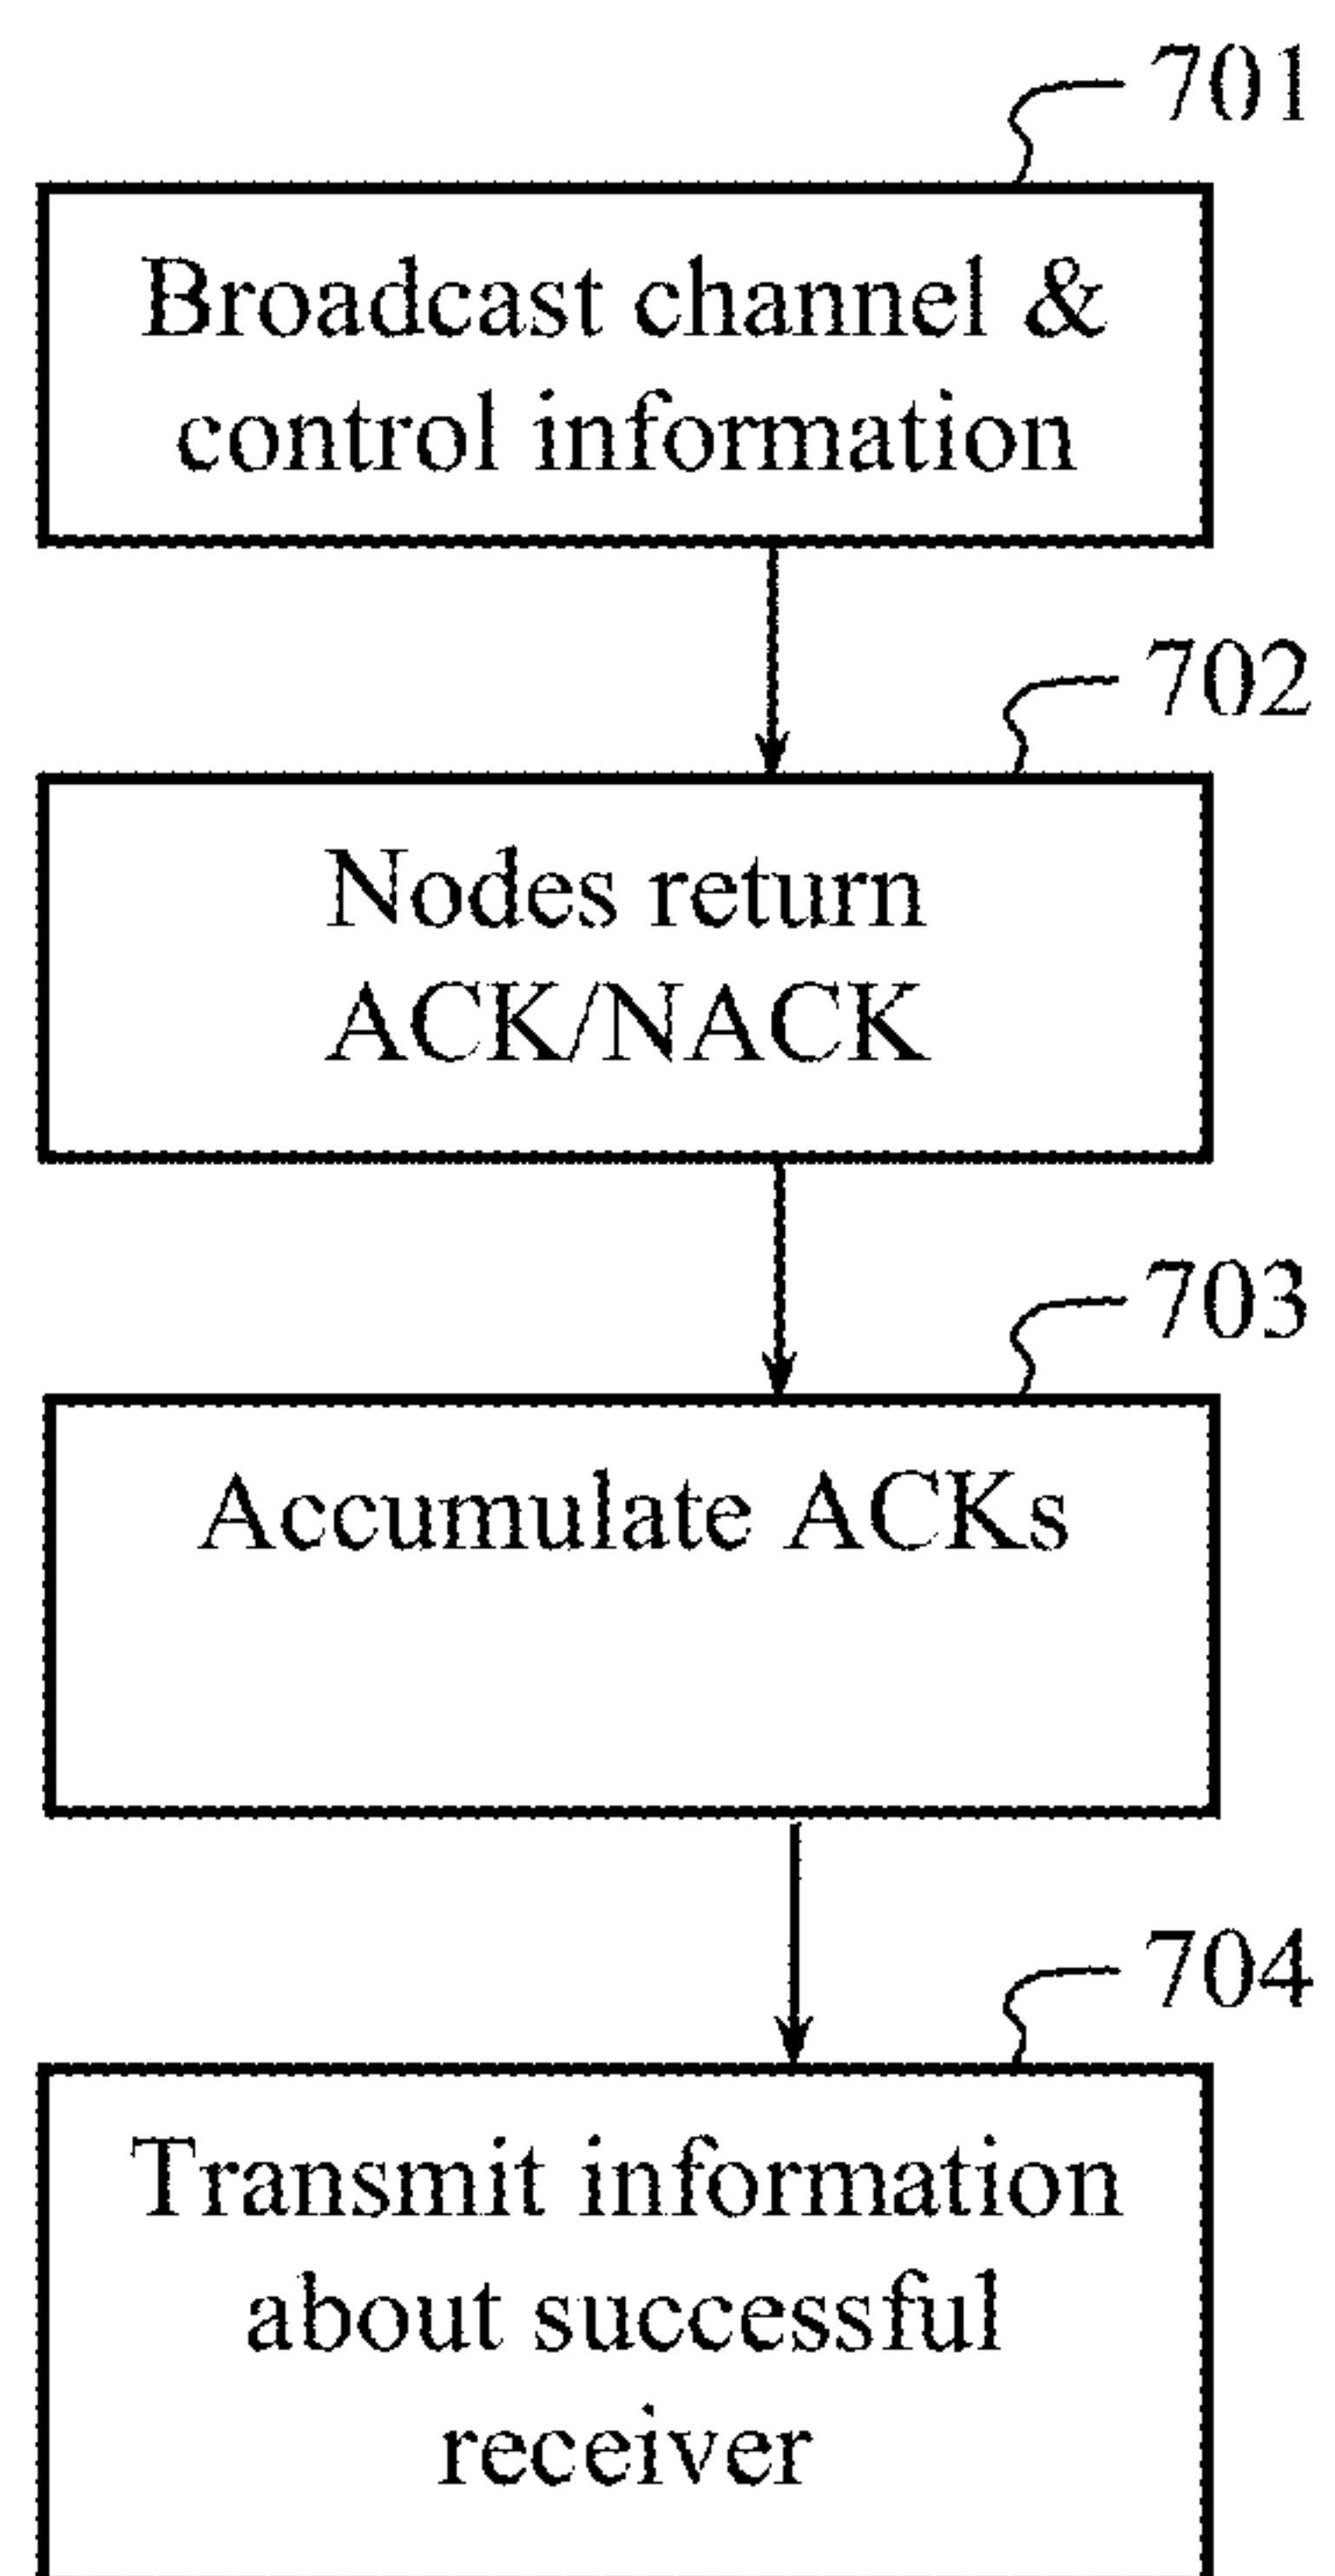 701
Broadcast channel &
control information
702
Nodes return
ACK/NACK
703
Accumulate ACKs
704
Transmit information
about successful
receiver